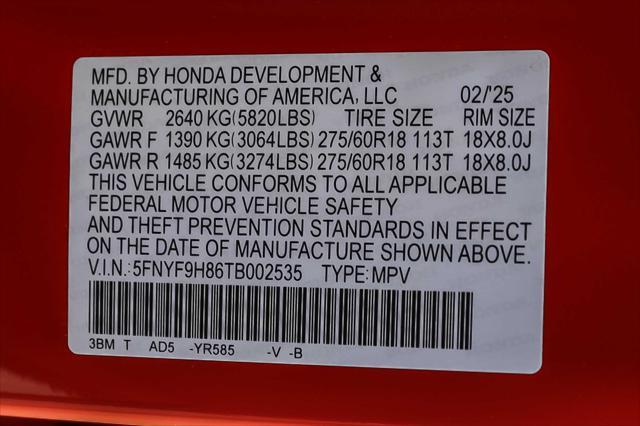 MFD. BY HONDA DEVELOPMENT &
MANUFACTURING OF AMERICA, LLC 02/'25
GVWR 2640 KG(5820LBS) TIRE SIZE RIM SIZE
GAWR F 1390 KG(3064LBS) 275/60R18 113T 18X8.0J
GAWR R 1485 KG(3274LBS) 275/60R18 113T 18X8.0J
THIS VEHICLE CONFORMS TO ALL APPLICABLE
FEDERAL MOTOR VEHICLE SAFETY
AND THEFT PREVENTION STANDARDS IN EFFECT
ON THE DATE OF MANUFACTURE SHOWN ABOVE.
V.I.N.:5FNYF9H86TB002535 TYPE:MPV
3BM T AD5 -YR585 -V -B